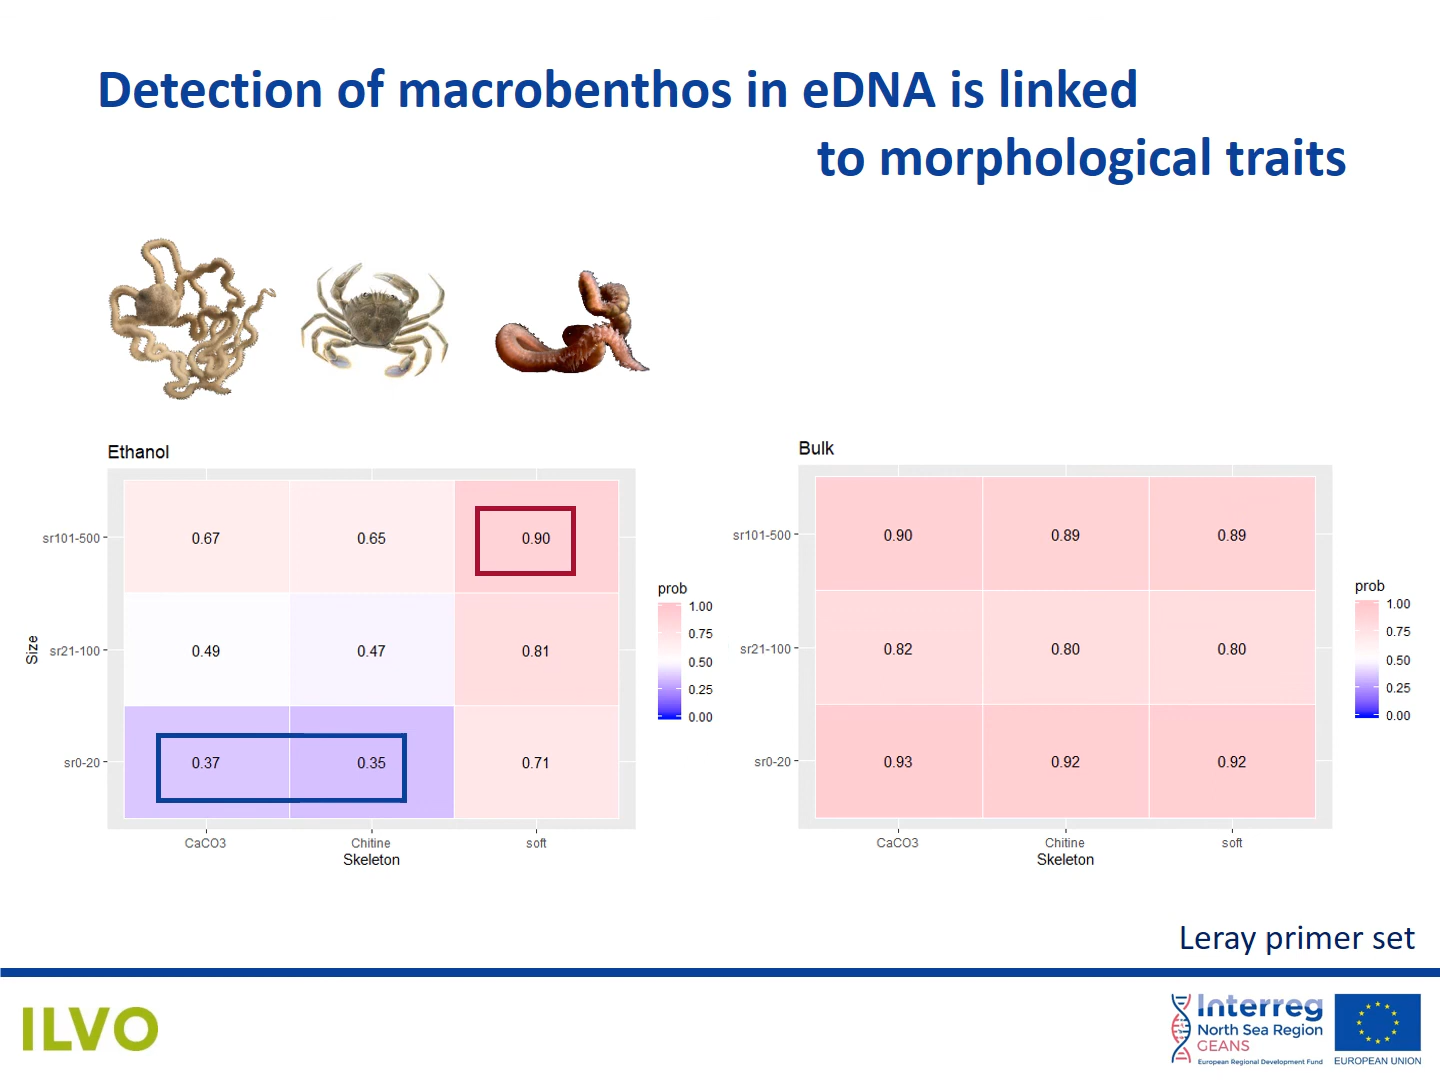 Detection of macrobenthos in eDNA is linked
to morphological traits
Ethanol
Size
sr101-500
sr21-100
sr0-20
0.67 0.65 0.90
0.49 0.47 0.81
0.37 0.35 0.71
CaCO3 Chitine soft
Skeleton
prob
1.00
0.75
0.50
0.25
0.00
Bulk
sr101-500
sr21-100
sr0-20
0.90 0.89 0.89
0.82 0.80 0.80
0.93 0.92 0.92
CaCO3 Chitine soft
Skeleton
prob
1.00
0.75
0.50
0.25
0.00
Leray primer set
ILVO
Interreg
North Sea Region
GEANS
European Regional Development Fund
EUROPEAN UNION